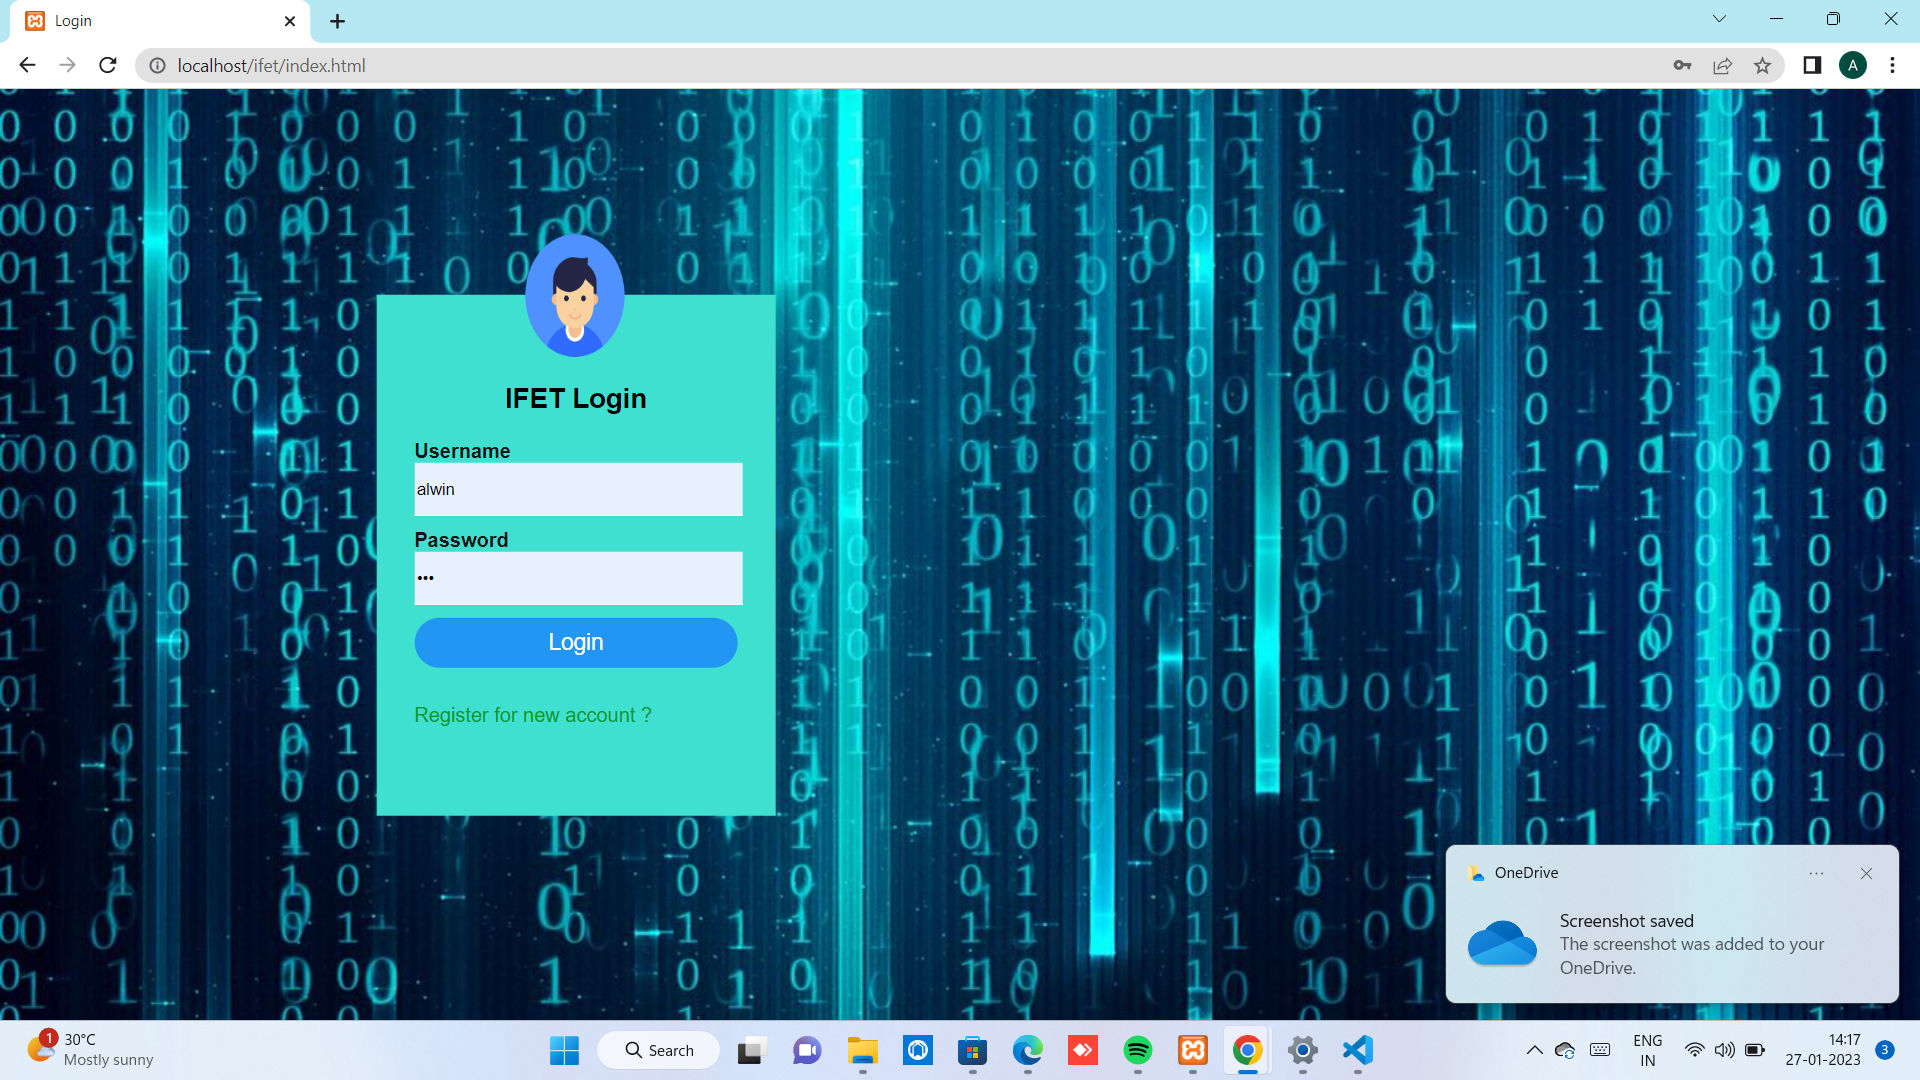 Login
localhost/ifet/index.html
A
IFET Login
Username
alwin
Password
•••
Login
Register for new account ?
OneDrive
Screenshot saved
The screenshot was added to your
OneDrive.
1
30°C
Mostly sunny
Search
ENG
IN
14:17
27-01-2023
3